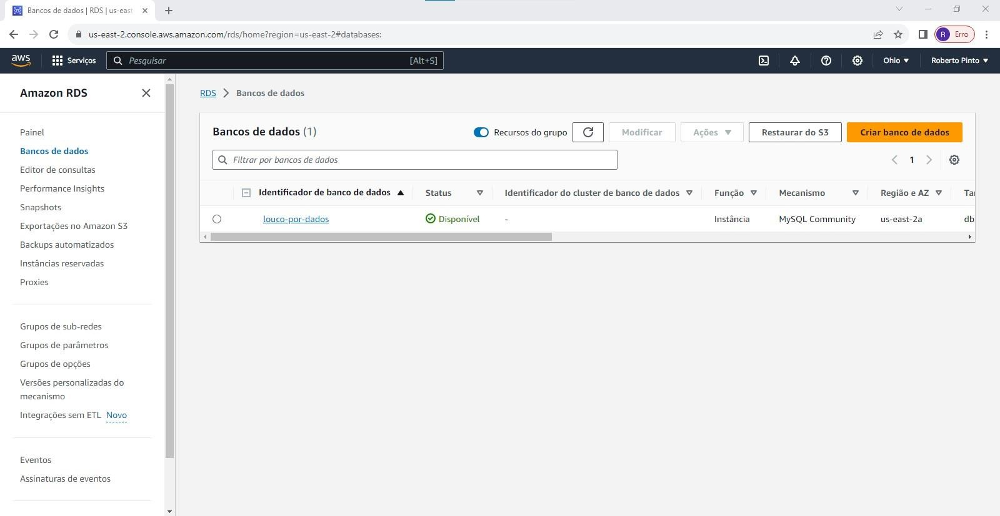 Bancos de dados | RDS | us-east
us-east-2.console.aws.amazon.com/rds/home?region=us-east-2#databases:
R Erro
aws Serviços Pesquisar [Alt+S] Ohio Roberto Pinto
Amazon RDS
Painel
Bancos de dados
Editor de consultas
Performance Insights
Snapshots
Exportações no Amazon S3
Backups automatizados
Instâncias reservadas
Proxies
Grupos de sub-redes
Grupos de parâmetros
Grupos de opções
Versões personalizadas do
mecanismo
Integrações sem ETL Novo
Eventos
Assinaturas de eventos
RDS Bancos de dados
Bancos de dados (1) Recursos do grupo Modificar Ações Restaurar do S3 Criar banco de dados
Filtrar por bancos de dados 1
Identificador de banco de dados Status Identificador do cluster de banco de dados Função Mecanismo Região e AZ Tai
louco-por-dados Disponível - Instância MySQL Community us-east-2a db